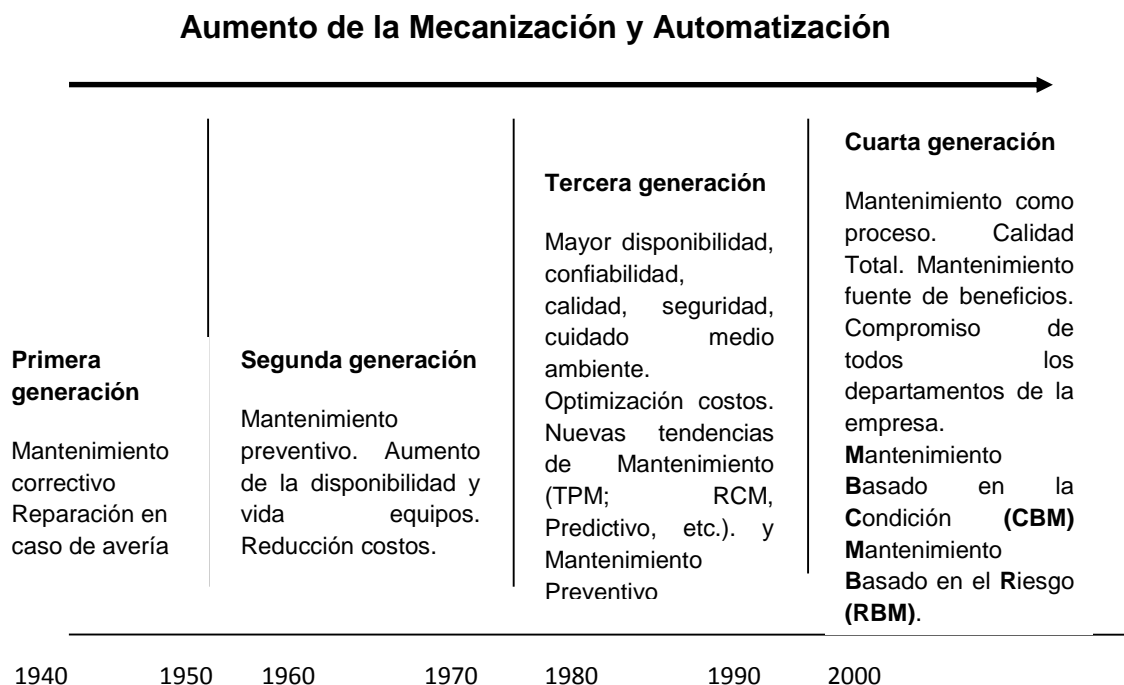 Aumento de la Mecanización y Automatización
Primera
generación
Mantenimiento
correctivo
Reparación en
caso de avería
Segunda generación
Mantenimiento
preventivo. Aumento
de la disponibilidad y
vida equipos.
Reducción costos.
Tercera generación
Mayor disponibilidad,
confiabilidad,
calidad, seguridad,
cuidado medio
ambiente.
Optimización costos.
Nuevas tendencias
de Mantenimiento
(TPM; RCM,
Predictivo, etc.). y
Mantenimiento
Preventivo
Cuarta generación
Mantenimiento como
proceso. Calidad
Total. Mantenimiento
fuente de beneficios.
Compromiso de
todos los
departamentos de la
empresa.
Mantenimiento
Basado en la
Condición (CBM)
Mantenimiento
Basado en el Riesgo
(RBM).
1940 1950 1960 1970 1980 1990 2000